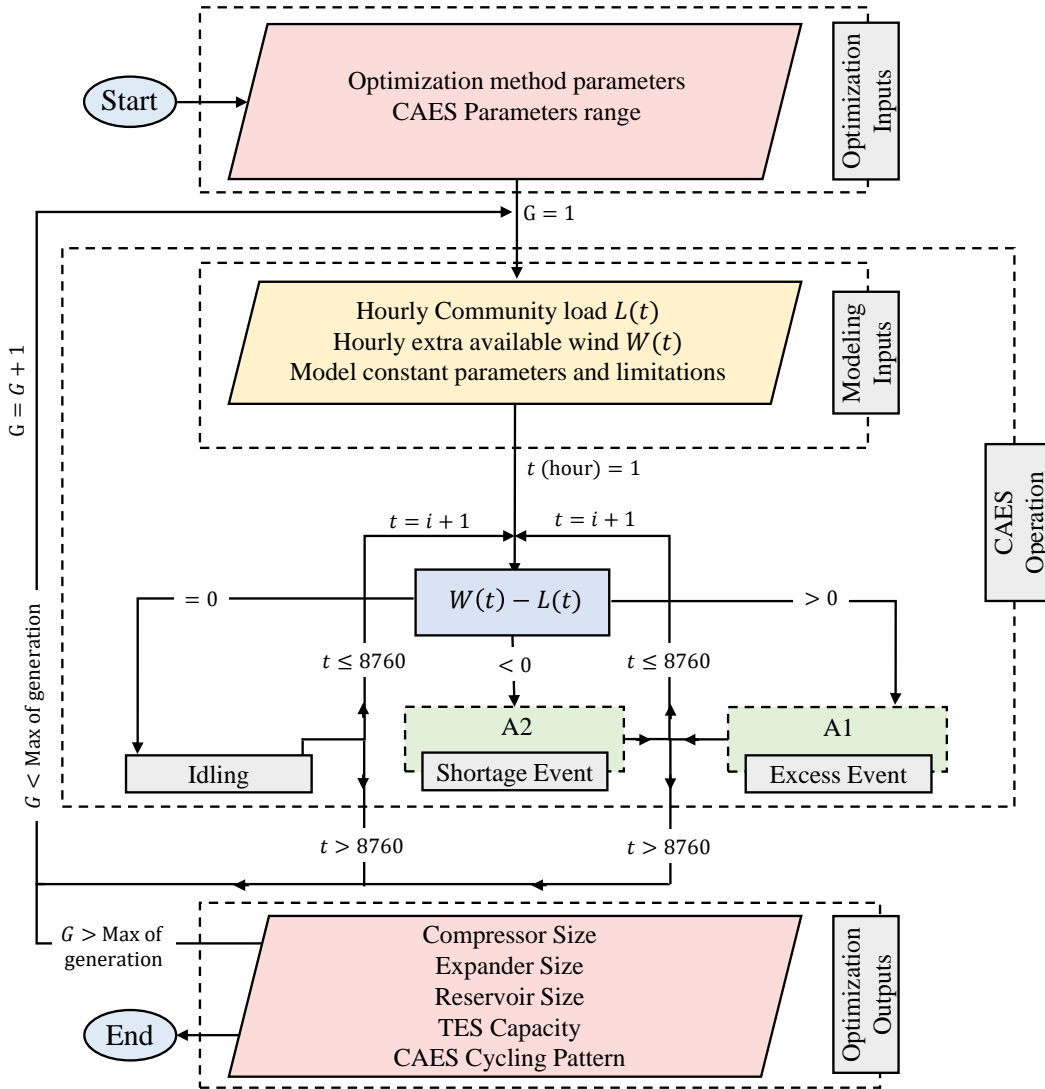 Start
Optimization method parameters
CAES Parameters range
Optimization
Inputs
G = 1
G = G + 1
Hourly Community load L(t)
Hourly extra available wind W(t)
Model constant parameters and limitations
Modeling
Inputs
t (hour) = 1
CAES
Operation
t = i + 1
t = i + 1
W(t) − L(t)
= 0
> 0
< 0
t ≤ 8760
t ≤ 8760
G < Max of generation
A2
Shortage Event
A1
Excess Event
Idling
t > 8760
t > 8760
G > Max of
generation
Compressor Size
Expander Size
Reservoir Size
TES Capacity
CAES Cycling Pattern
Optimization
Outputs
End